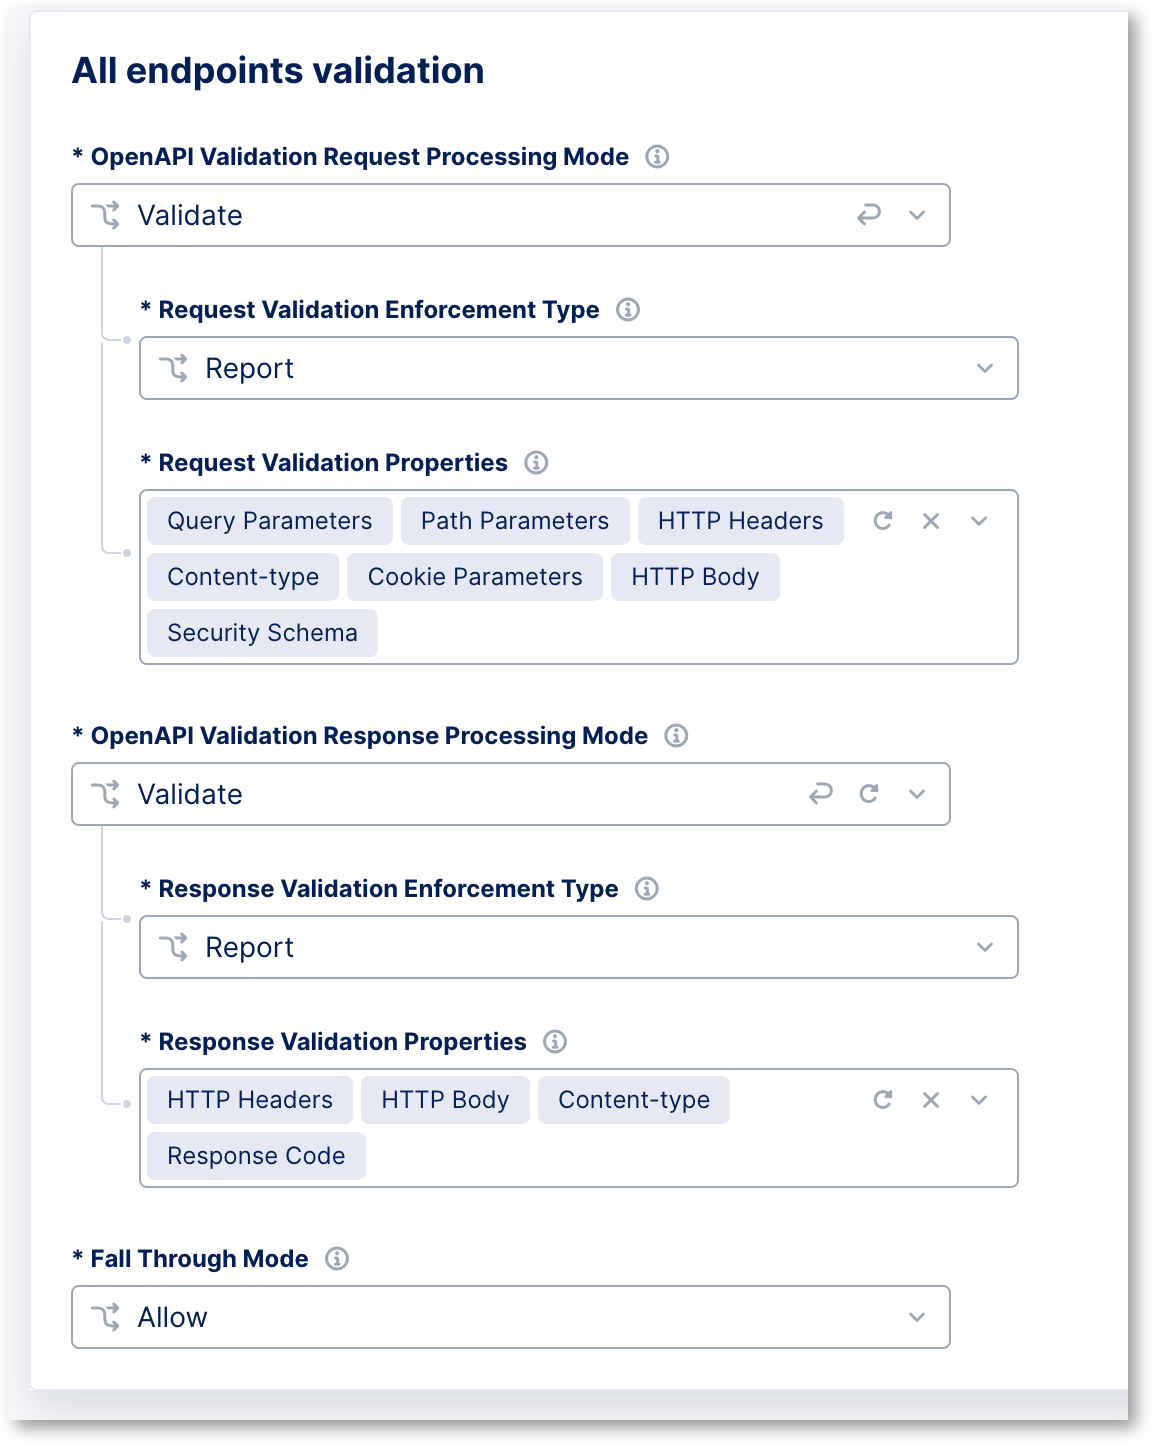 All endpoints validation
* OpenAPI Validation Request Processing Mode
Validate
* Request Validation Enforcement Type
Report
* Request Validation Properties
Query Parameters Path Parameters HTTP Headers
Content-type Cookie Parameters HTTP Body
Security Schema
* OpenAPI Validation Response Processing Mode
Validate
* Response Validation Enforcement Type
Report
* Response Validation Properties
HTTP Headers HTTP Body Content-type
Response Code
* Fall Through Mode
Allow